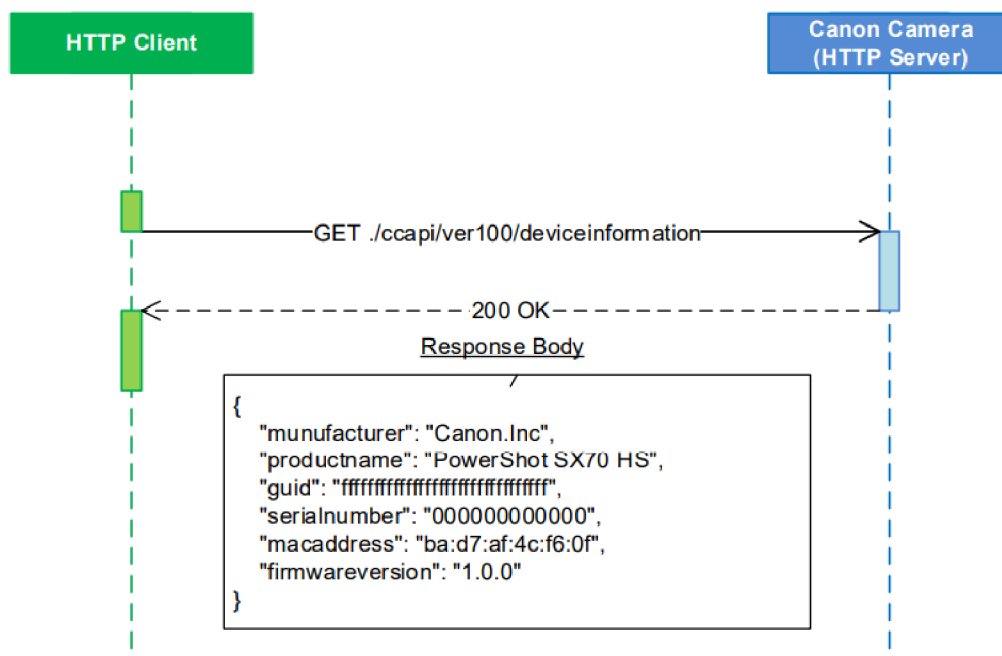 HTTP Client
Canon Camera
(HTTP Server)
GET ./ccapi/ver100/deviceinformation
200 OK
Response Body
{
"munufacturer": "Canon.Inc",
"productname": "PowerShot SX70 HS",
"guid": "ffffffffffffffffffffffffffffffff",
"serialnumber": "000000000000",
"macaddress": "ba:d7:af:4c:f6:0f",
"firmwareversion": "1.0.0"
}